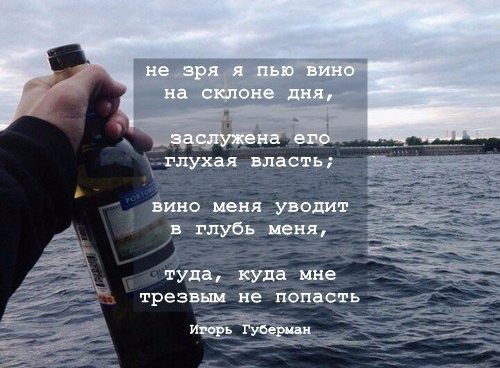 не зря я пью вино
на склоне дня,
заслужена его
глухая власть;
вино меня уводит
в глубь меня,
туда, куда мне
трезвым не попасть
Игорь Губерман